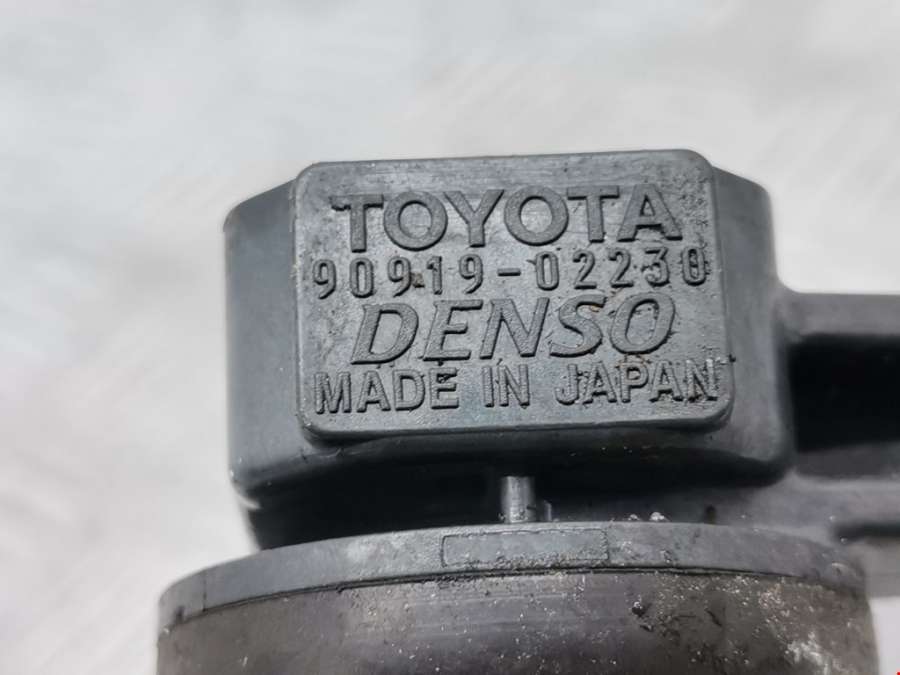 TOYOTA
90919-02230
DENSO
MADE IN JAPAN